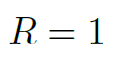 R = 1